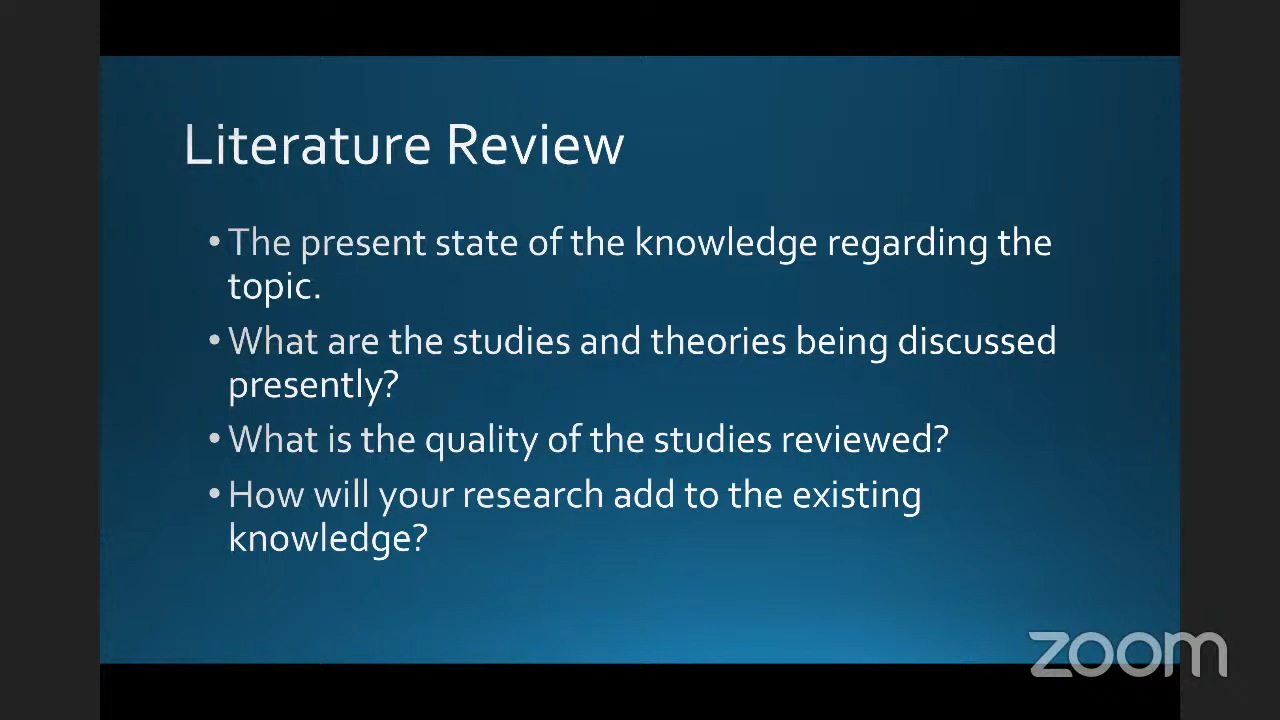 Literature Review
•The present state of the knowledge regarding the
topic.
•What are the studies and theories being discussed
presently?
•What is the quality of the studies reviewed?
•How will your research add to the existing
knowledge?
zoom